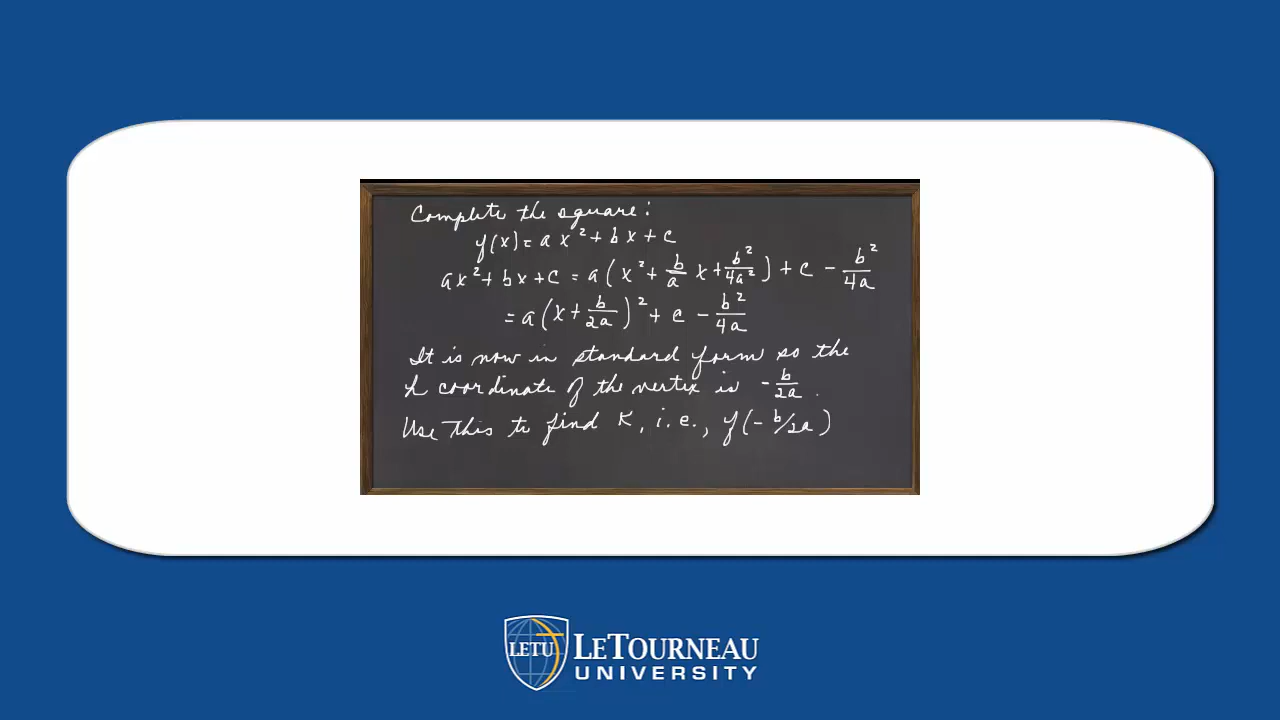 Complete the square:
f(x) = ax² + bx + c
ax² + bx + c = a(x² + b/a x + b²/4a²) + c - b²/4a
= a(x + b/2a)² + c - b²/4a
It is now in standard form so the
x coordinate of the vertex is - b/2a.
Use this to find K, i.e., f(-b/2a)
LETU
LETOURNEAU
UNIVERSITY